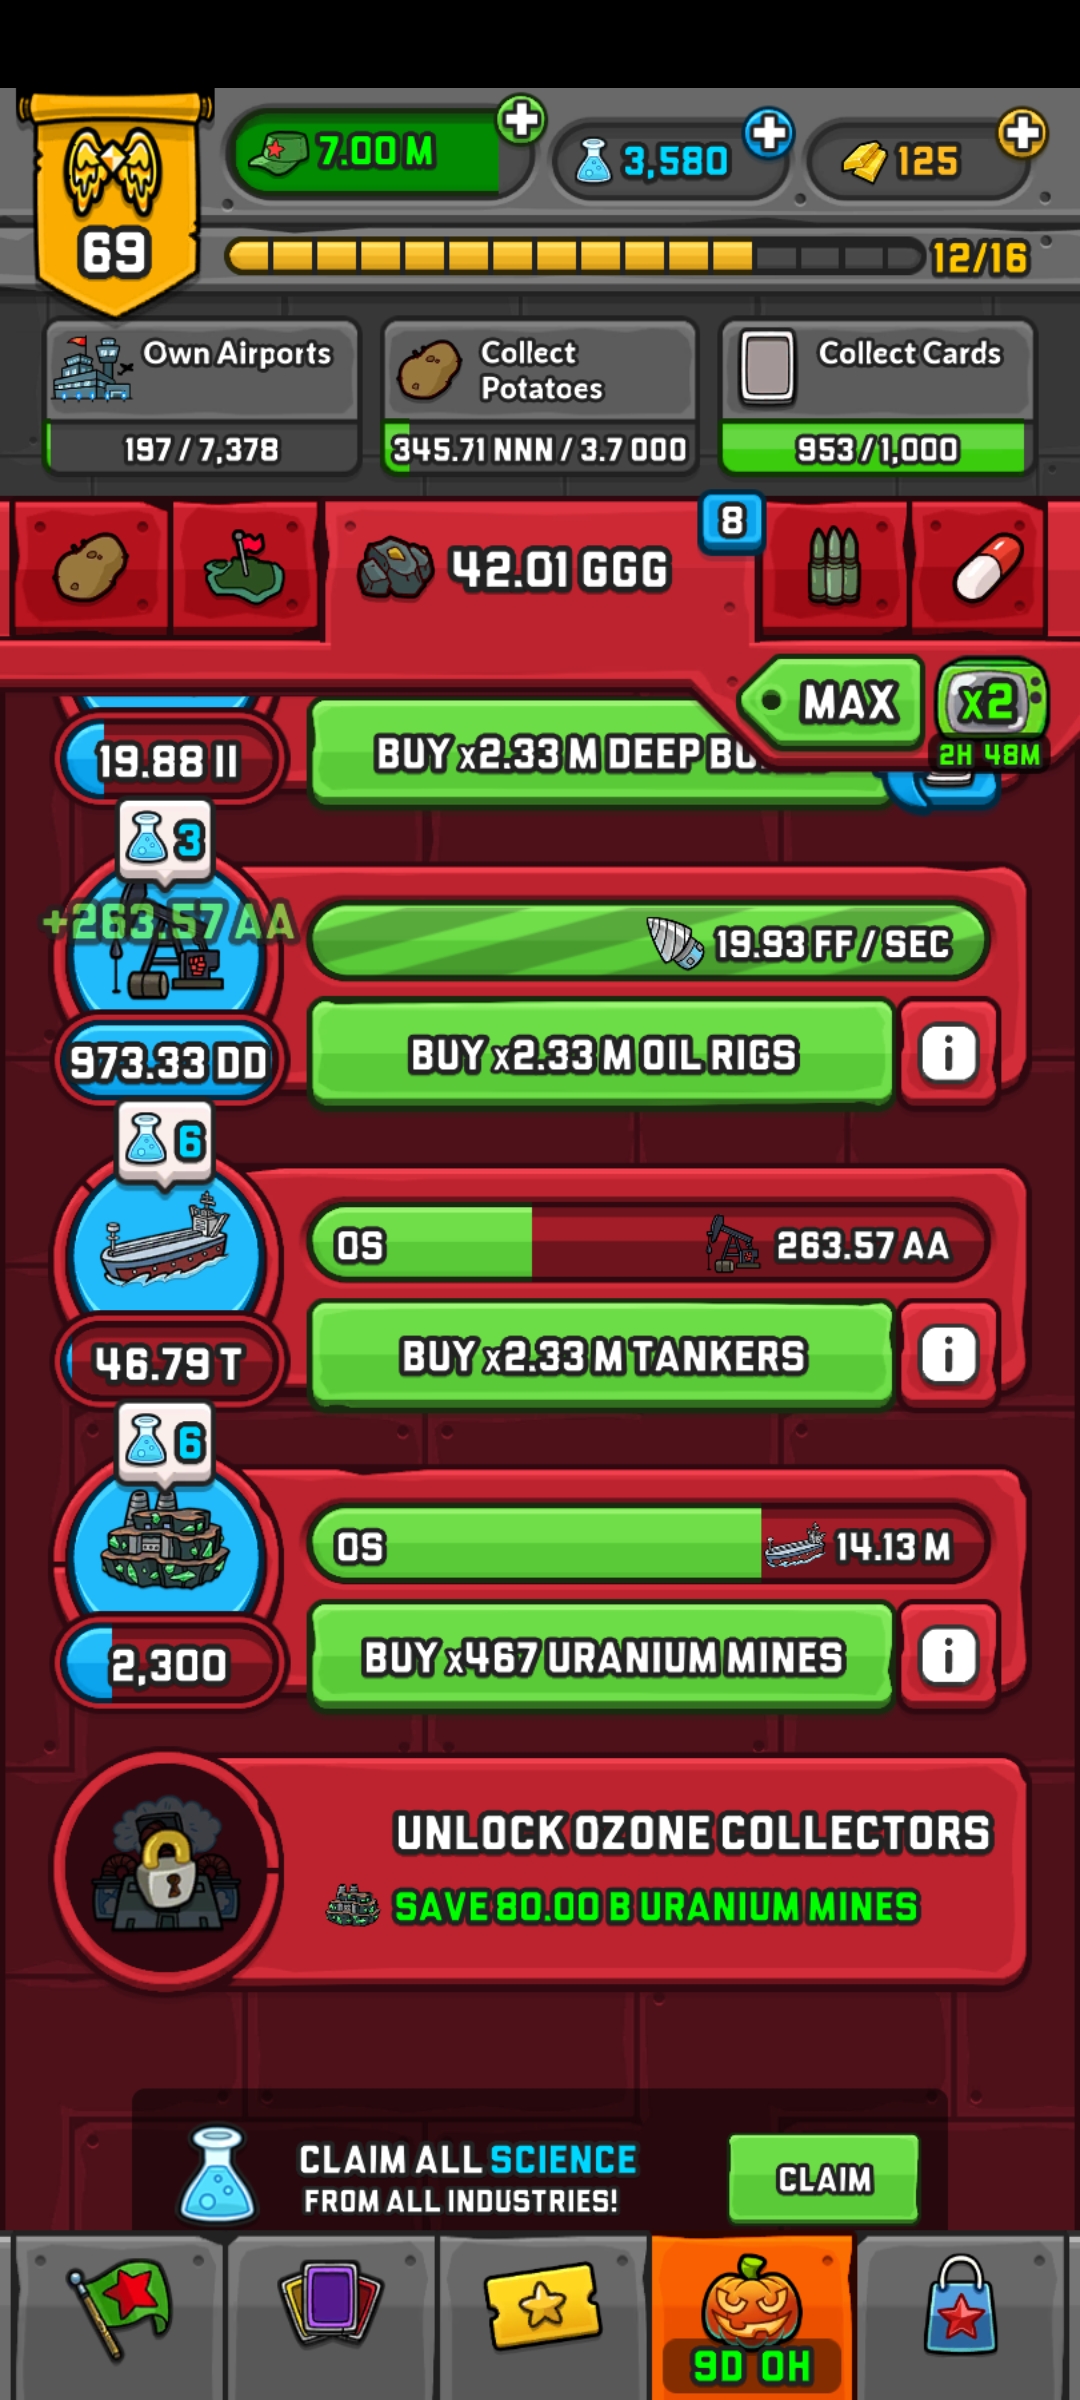 7.00 M
3,580
125
69
12/16
Own Airports
197 / 7,378
Collect
Potatoes
345.71 NNN / 3.7 OOO
Collect Cards
953 / 1,000
42.01 GGG
8
MAX
x2
2H 48M
19.88 II
BUY x2.33 M DEEP
3
+263.57 AA
19.93 FF / SEC
973.33 DD
BUY x2.33 M OIL RIGS
i
6
0S
263.57 AA
46.79 T
BUY x2.33 M TANKERS
i
6
0S
14.13 M
2,300
BUY x467 URANIUM MINES
i
UNLOCK OZONE COLLECTORS
SAVE 80.00 B URANIUM MINES
CLAIM ALL SCIENCE
FROM ALL INDUSTRIES!
CLAIM
9D 0H